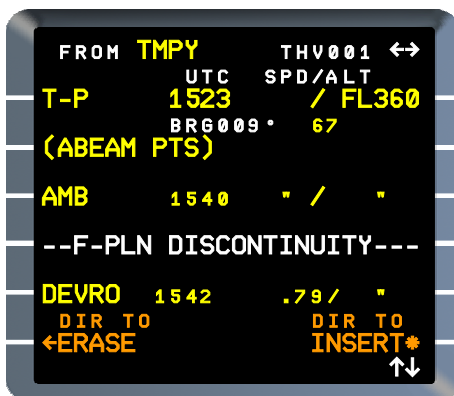 FROM TMPY THV001 ↔
UTC SPD/ALT
T-P 1523 / FL360
BRG009° 67
(ABEAM PTS)
AMB 1540 " / "
--F-PLN DISCONTINUITY---
DEVRO 1542 .79/ "
DIR TO DIR TO
←ERASE INSERT*
↑↓